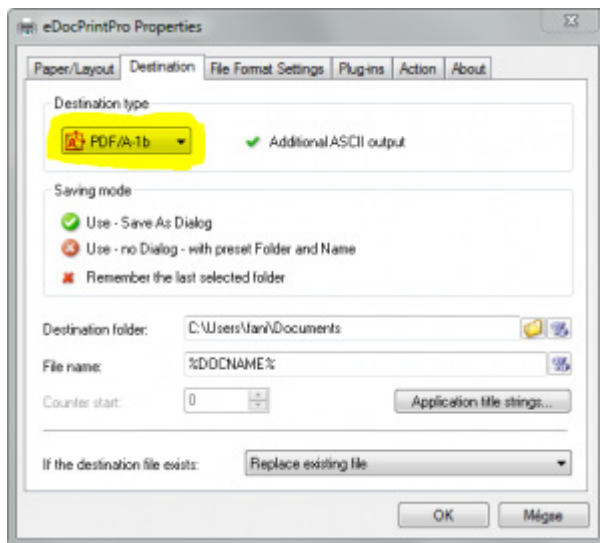 eDocPrintPro Properties
Paper/Layout Destination File Format Settings Plug-ins Action About
Destination type
PDF/A-1b Additional ASCII output
Saving mode
Use - Save As Dialog
Use - no Dialog - with preset Folder and Name
Remember the last selected folder
Destination folder: C:\Users\fani\Documents
File name: %DOCNAME%
Counter start: 0 Application title strings...
If the destination file exists: Replace existing file
OK Mégse